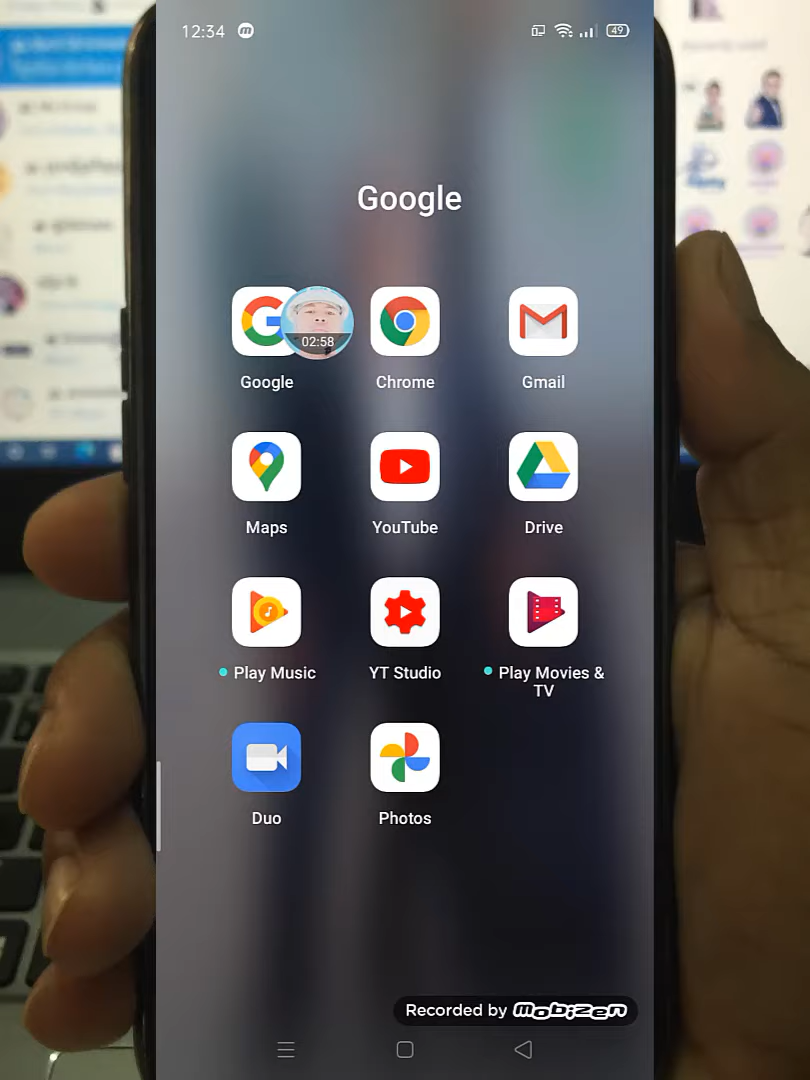 12:34
49
Google
02:58
Google Chrome Gmail
Maps YouTube Drive
Play Music YT Studio Play Movies &
TV
Duo Photos
Recorded by Mobizen